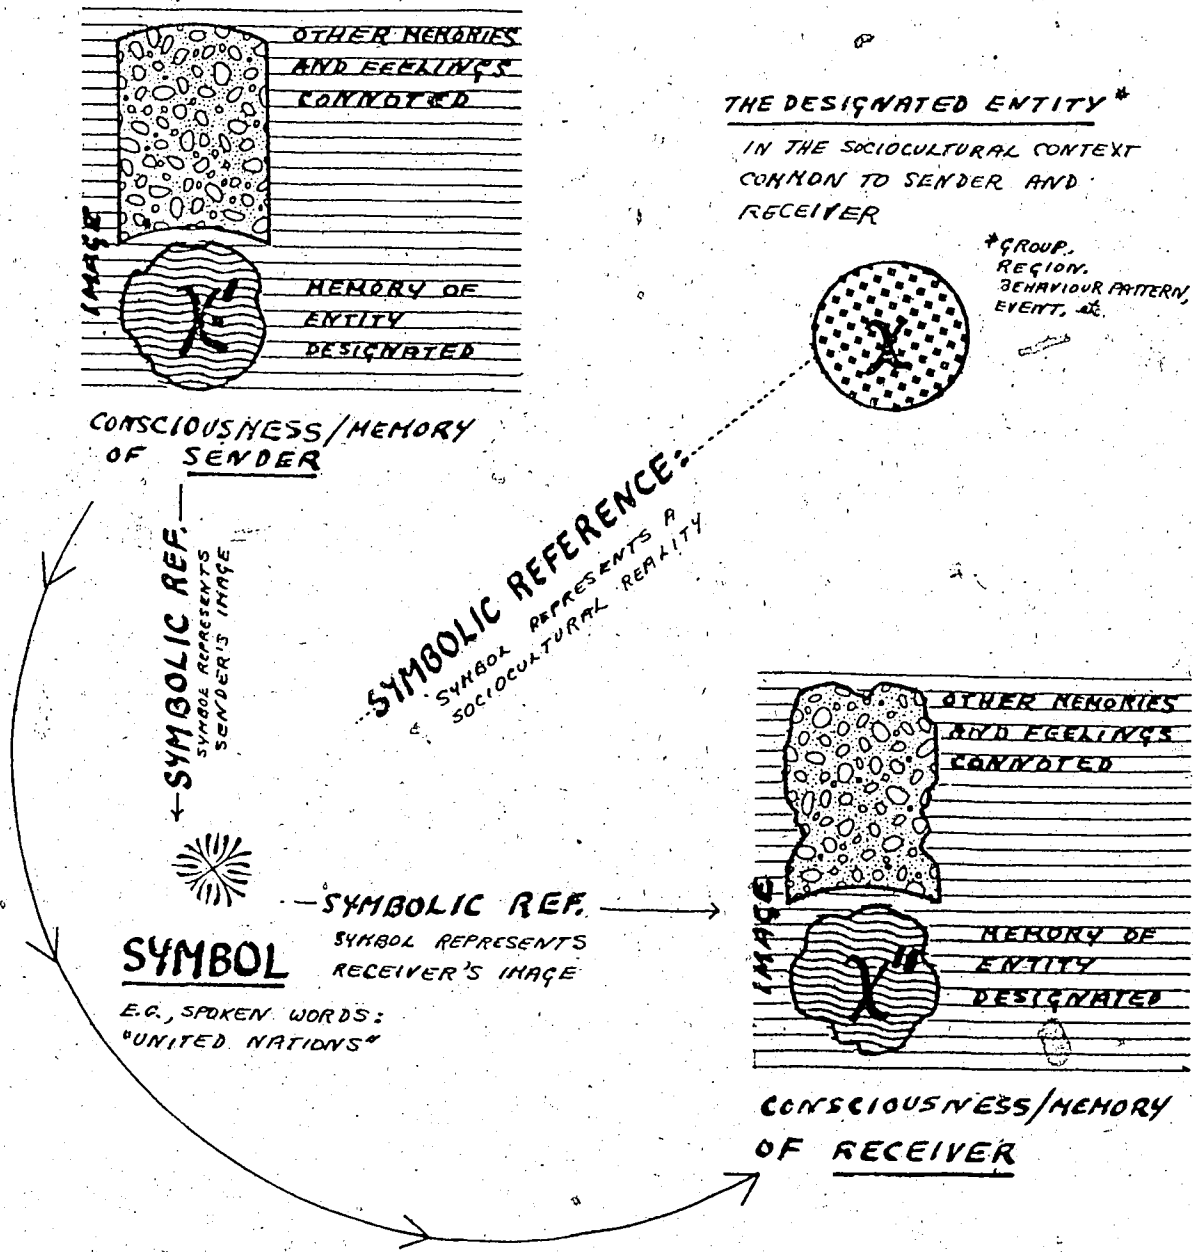 OTHER MEMORIES
AND FEELINGS
CONNOTED
IMAGE
X'
MEMORY OF
ENTITY
DESIGNATED
CONSCIOUSNESS/MEMORY
OF SENDER
THE DESIGNATED ENTITY*
IN THE SOCIOCULTURAL CONTEXT
COMMON TO SENDER AND
RECEIVER
*GROUP,
REGION,
BEHAVIOUR PATTERN,
EVENT, etc.
X
SYMBOLIC REF.
SYMBOL REPRESENTS
SENDER'S IMAGE
SYMBOLIC REFERENCE:
SYMBOL REPRESENTS A
SOCIOCULTURAL REALITY
SYMBOL
E.G., SPOKEN WORDS:
"UNITED NATIONS"
SYMBOLIC REF.
SYMBOL REPRESENTS
RECEIVER'S IMAGE
OTHER MEMORIES
AND FEELINGS
CONNOTED
IMAGE
X"
MEMORY OF
ENTITY
DESIGNATED
CONSCIOUSNESS/MEMORY
OF RECEIVER